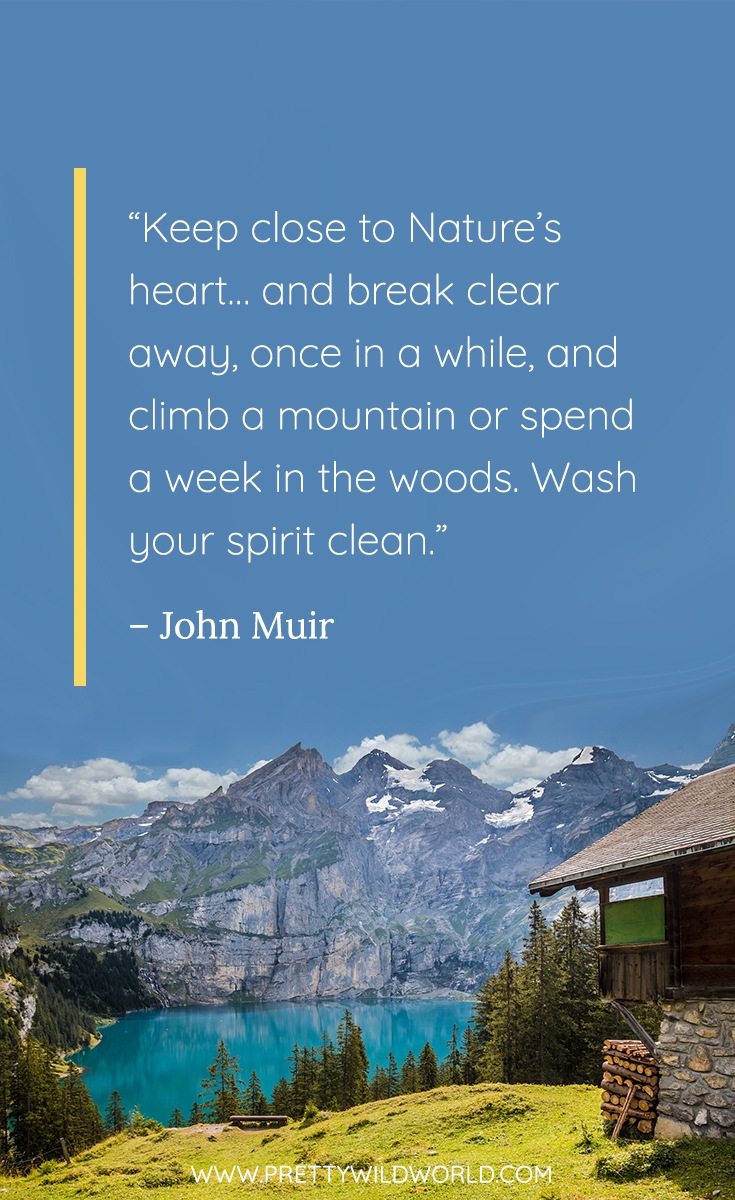 “Keep close to Nature’s
heart... and break clear
away, once in a while, and
climb a mountain or spend
a week in the woods. Wash
your spirit clean.”
– John Muir
WWW.PRETTYWILDWORLD.COM